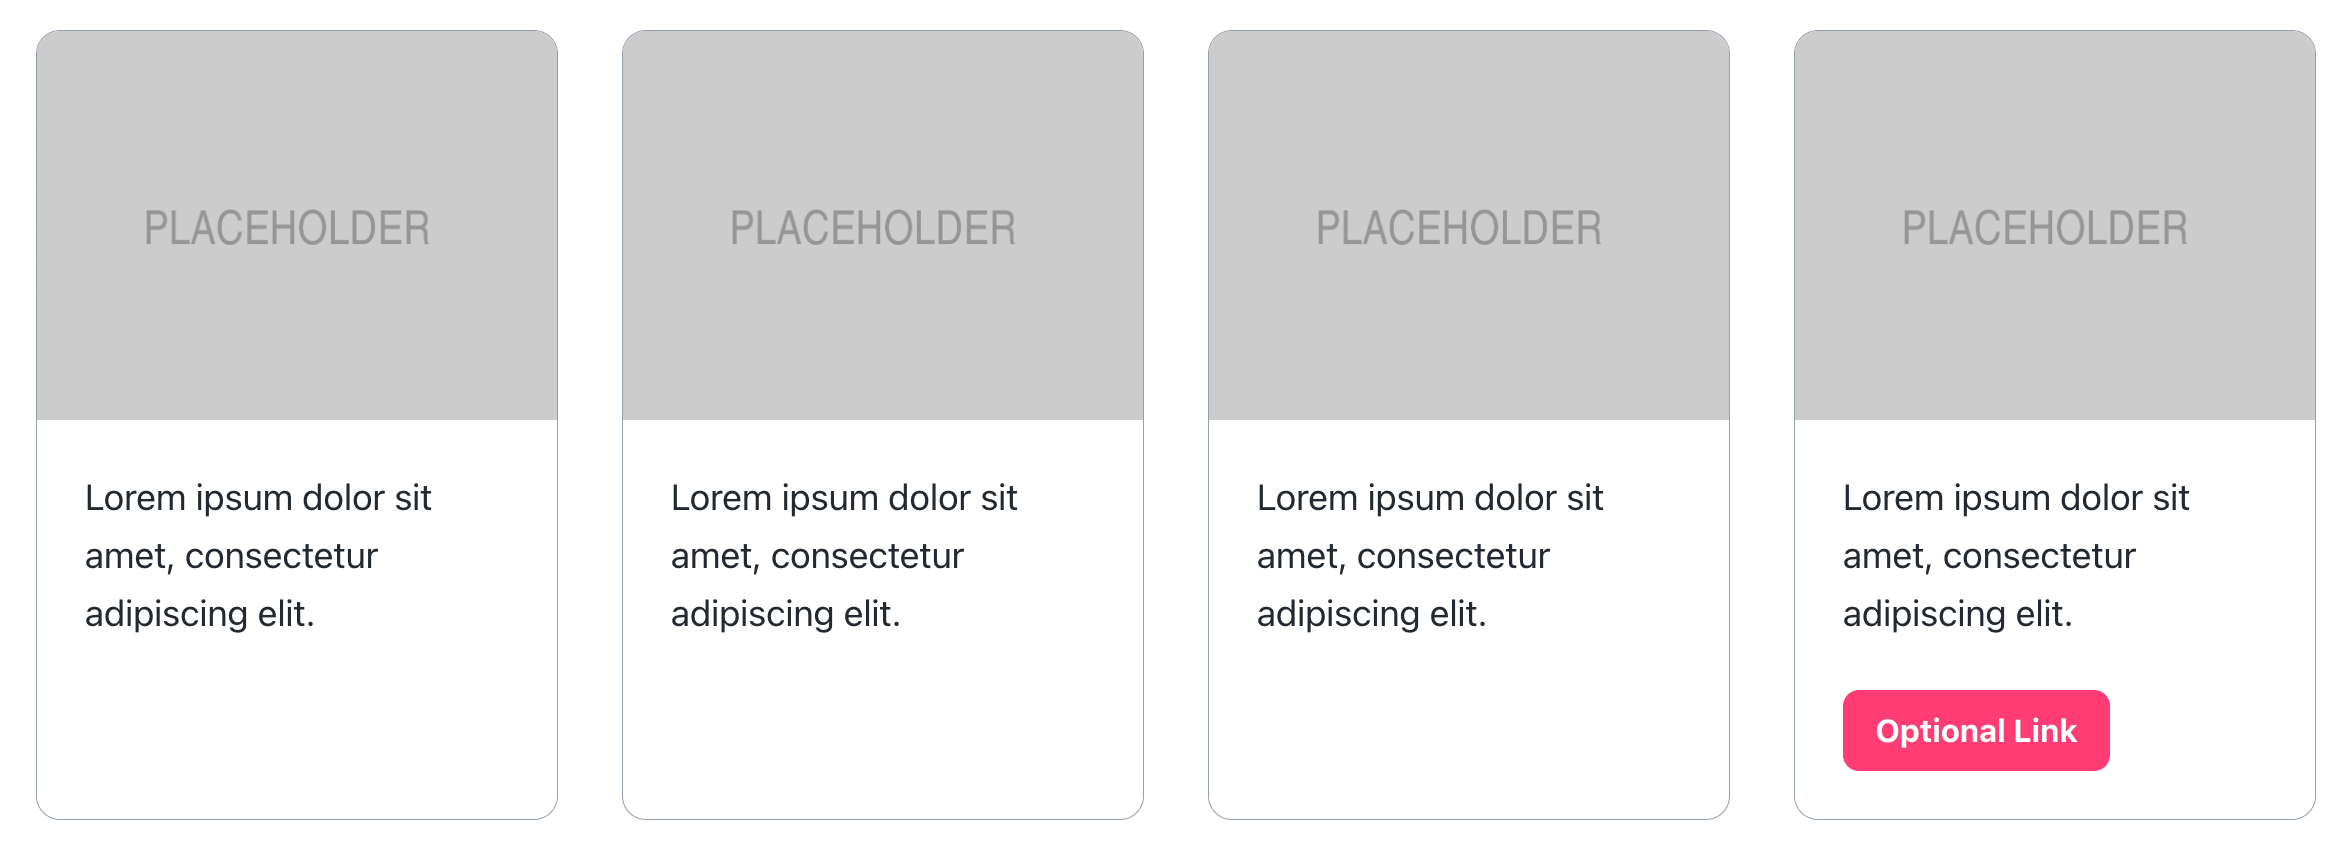 PLACEHOLDER
Lorem ipsum dolor sit
amet, consectetur
adipiscing elit.
PLACEHOLDER
Lorem ipsum dolor sit
amet, consectetur
adipiscing elit.
PLACEHOLDER
Lorem ipsum dolor sit
amet, consectetur
adipiscing elit.
PLACEHOLDER
Lorem ipsum dolor sit
amet, consectetur
adipiscing elit.
Optional Link